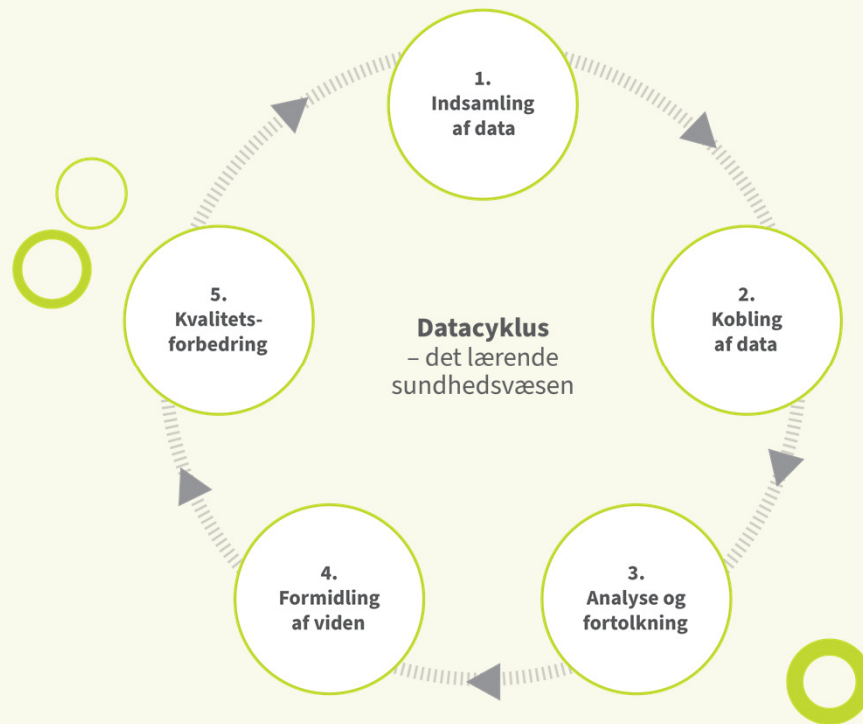 1.
Indsamling
af data
2.
Kobling
af data
3.
Analyse og
fortolkning
4.
Formidling
af viden
5.
Kvalitets-
forbedring
Datacyklus
– det lærende
sundhedsvæsen